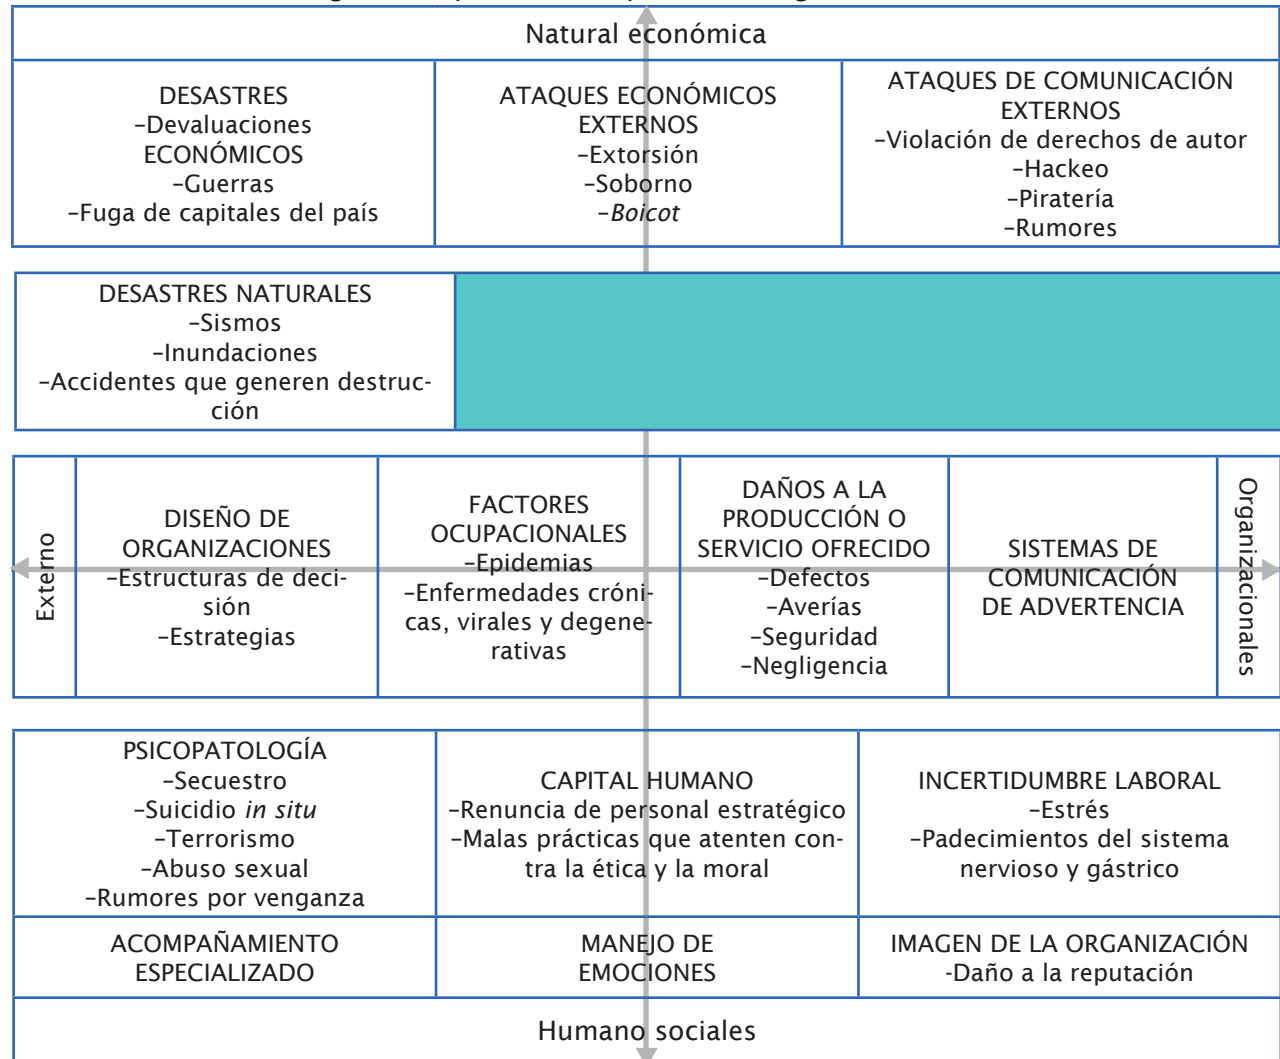 Natural económica
DESASTRES
–Devaluaciones
ECONÓMICOS
–Guerras
–Fuga de capitales del país
ATAQUES ECONÓMICOS
EXTERNOS
–Extorsión
–Soborno
–Boicot
ATAQUES DE COMUNICACIÓN
EXTERNOS
–Violación de derechos de autor
–Hackeo
–Piratería
–Rumores
DESASTRES NATURALES
–Sismos
–Inundaciones
–Accidentes que generen destruc-
ción
Externo
DISEÑO DE
ORGANIZACIONES
–Estructuras de deci-
sión
–Estrategias
FACTORES
OCUPACIONALES
–Epidemias
–Enfermedades cróni-
cas, virales y degene-
rativas
DAÑOS A LA
PRODUCCIÓN O
SERVICIO OFRECIDO
–Defectos
–Averías
–Seguridad
–Negligencia
SISTEMAS DE
COMUNICACIÓN
DE ADVERTENCIA
Organizacionales
PSICOPATOLOGÍA
–Secuestro
–Suicidio in situ
–Terrorismo
–Abuso sexual
–Rumores por venganza
CAPITAL HUMANO
–Renuncia de personal estratégico
–Malas prácticas que atenten con-
tra la ética y la moral
INCERTIDUMBRE LABORAL
–Estrés
–Padecimientos del sistema
nervioso y gástrico
ACOMPAÑAMIENTO
ESPECIALIZADO
MANEJO DE
EMOCIONES
IMAGEN DE LA ORGANIZACIÓN
-Daño a la reputación
Humano sociales